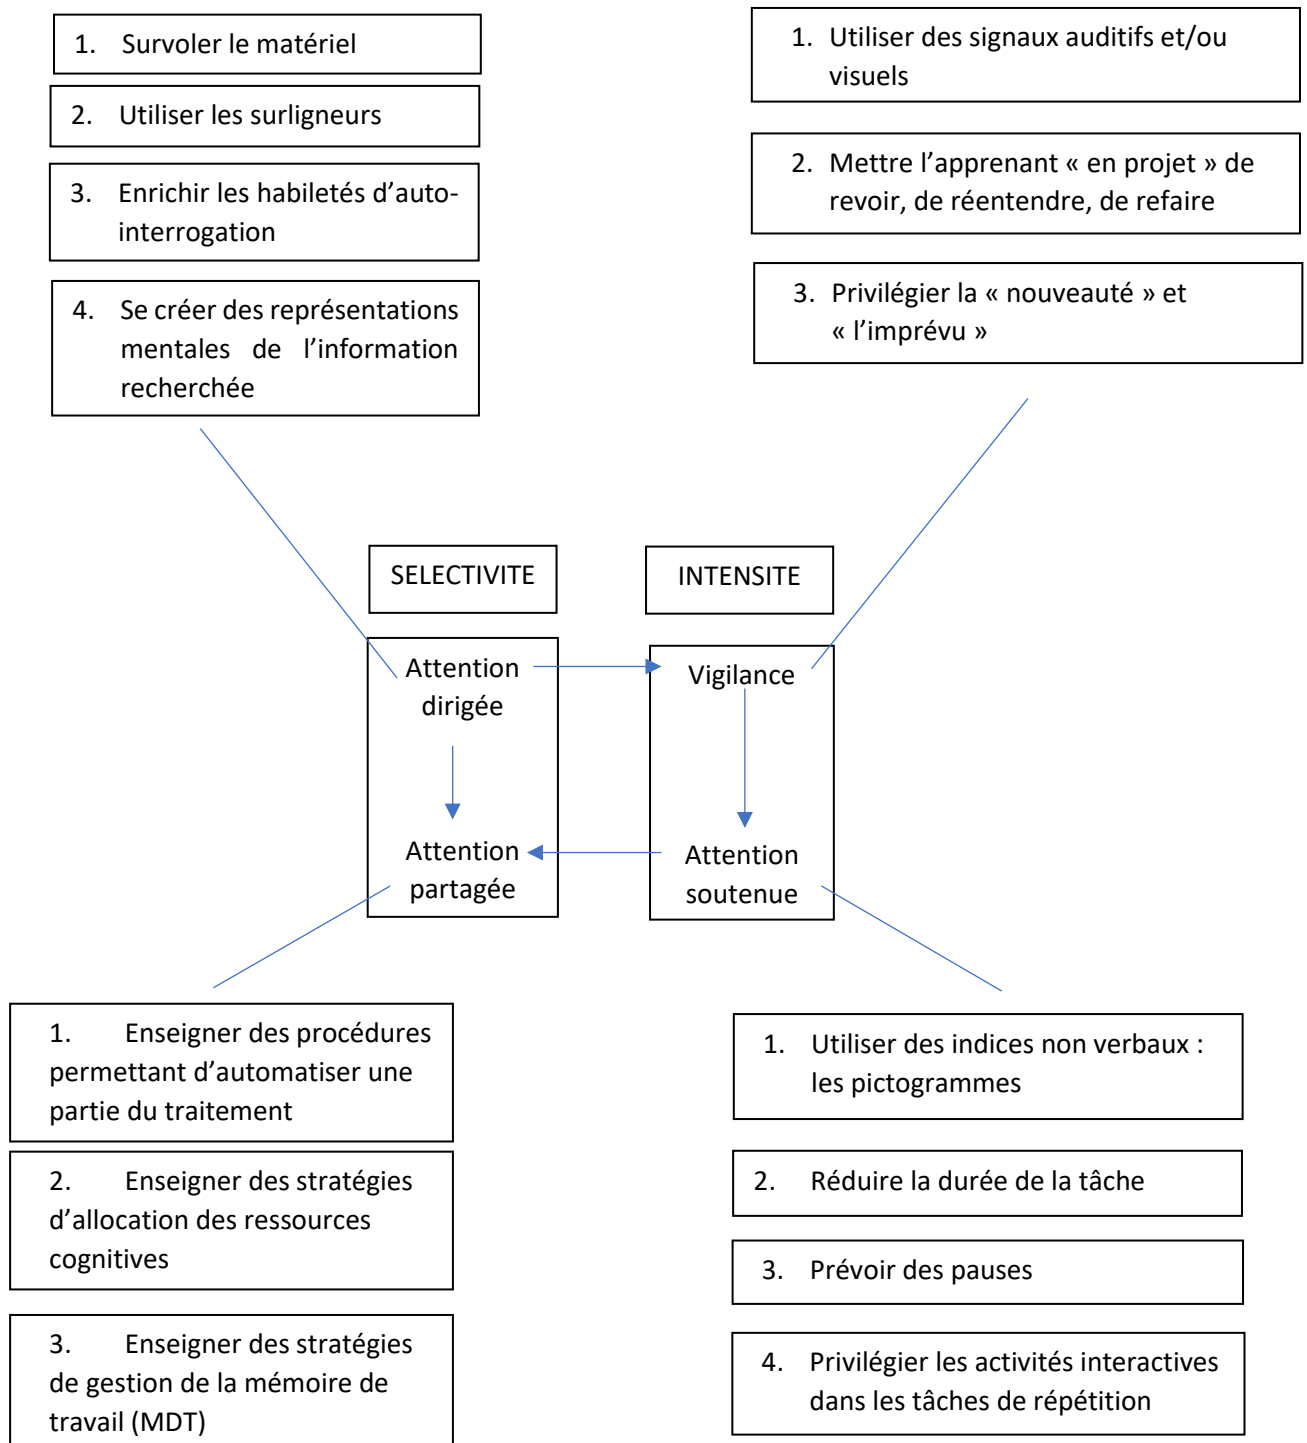 1. Survoler le matériel
2. Utiliser les surligneurs
3. Enrichir les habiletés d’auto-
interrogation
4. Se créer des représentations
mentales de l’information
recherchée
1. Utiliser des signaux auditifs et/ou
visuels
2. Mettre l’apprenant « en projet » de
revoir, de réentendre, de refaire
3. Privilégier la « nouveauté » et
« l’imprévu »
SELECTIVITE
INTENSITE
Attention
dirigée
Vigilance
Attention
partagée
Attention
soutenue
1. Enseigner des procédures
permettant d’automatiser une
partie du traitement
2. Enseigner des stratégies
d’allocation des ressources
cognitives
3. Enseigner des stratégies
de gestion de la mémoire de
travail (MDT)
1. Utiliser des indices non verbaux :
les pictogrammes
2. Réduire la durée de la tâche
3. Prévoir des pauses
4. Privilégier les activités interactives
dans les tâches de répétition